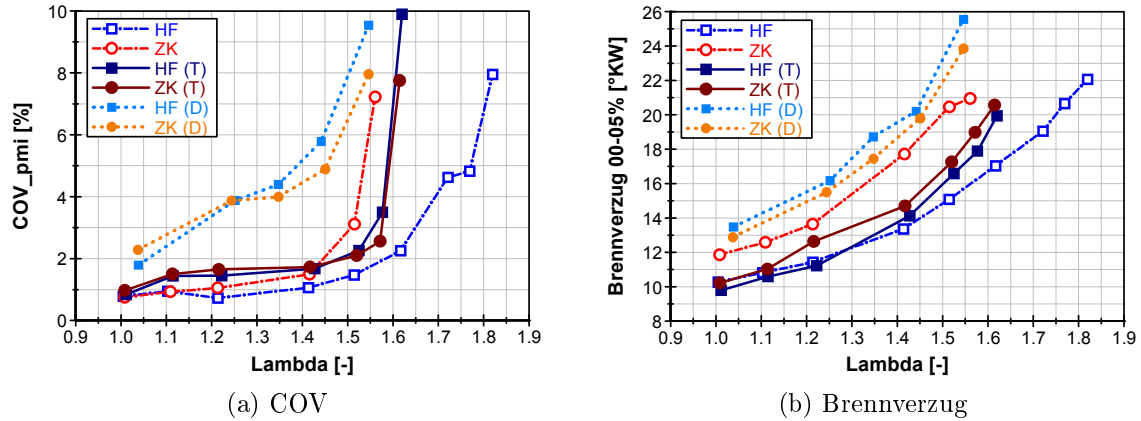 10
8
6
4
2
0
COV_pmi [%]
HF
ZK
HF (T)
ZK (T)
HF (D)
ZK (D)
0.9 1.0 1.1 1.2 1.3 1.4 1.5 1.6 1.7 1.8 1.9
Lambda [-]
(a) COV
26
24
22
20
18
16
14
12
10
8
Brennverzug 00-05% [°KW]
HF
ZK
HF (T)
ZK (T)
HF (D)
ZK (D)
0.9 1.0 1.1 1.2 1.3 1.4 1.5 1.6 1.7 1.8 1.9
Lambda [-]
(b) Brennverzug